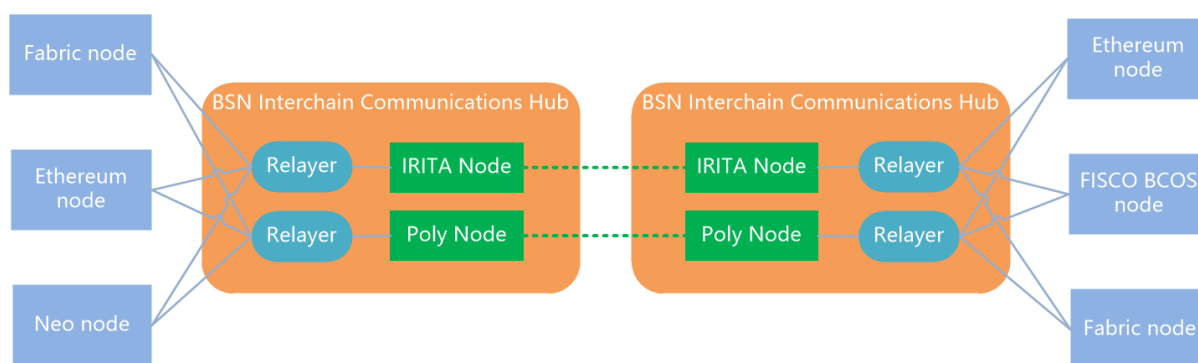 Fabric node
Ethereum
node
Neo node
BSN Interchain Communications Hub
Relayer
IRITA Node
Relayer
Poly Node
BSN Interchain Communications Hub
IRITA Node
Relayer
Poly Node
Relayer
Ethereum
node
FISCO BCOS
node
Fabric node